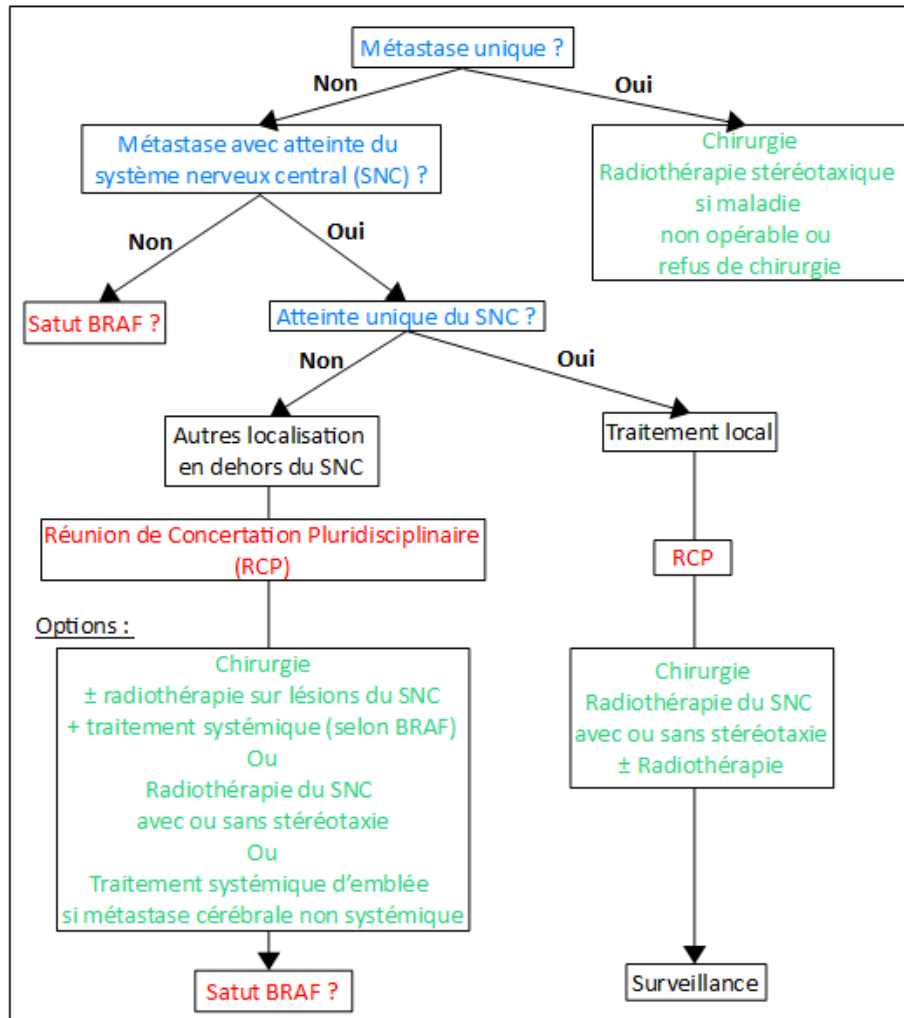 Métastase unique ?
Non
Oui
Métastase avec atteinte du
système nerveux central (SNC) ?
Chirurgie
Radiothérapie stéréotaxique
si maladie
non opérable ou
refus de chirurgie
Non
Oui
Satut BRAF ?
Atteinte unique du SNC ?
Non
Oui
Autres localisation
en dehors du SNC
Traitement local
Réunion de Concertation Pluridisciplinaire
(RCP)
RCP
Options :
Chirurgie
± radiothérapie sur lésions du SNC
+ traitement systémique (selon BRAF)
Ou
Radiothérapie du SNC
avec ou sans stéréotaxie
Ou
Traitement systémique d’emblée
si métastase cérébrale non systémique
Chirurgie
Radiothérapie du SNC
avec ou sans stéréotaxie
± Radiothérapie
Satut BRAF ?
Surveillance